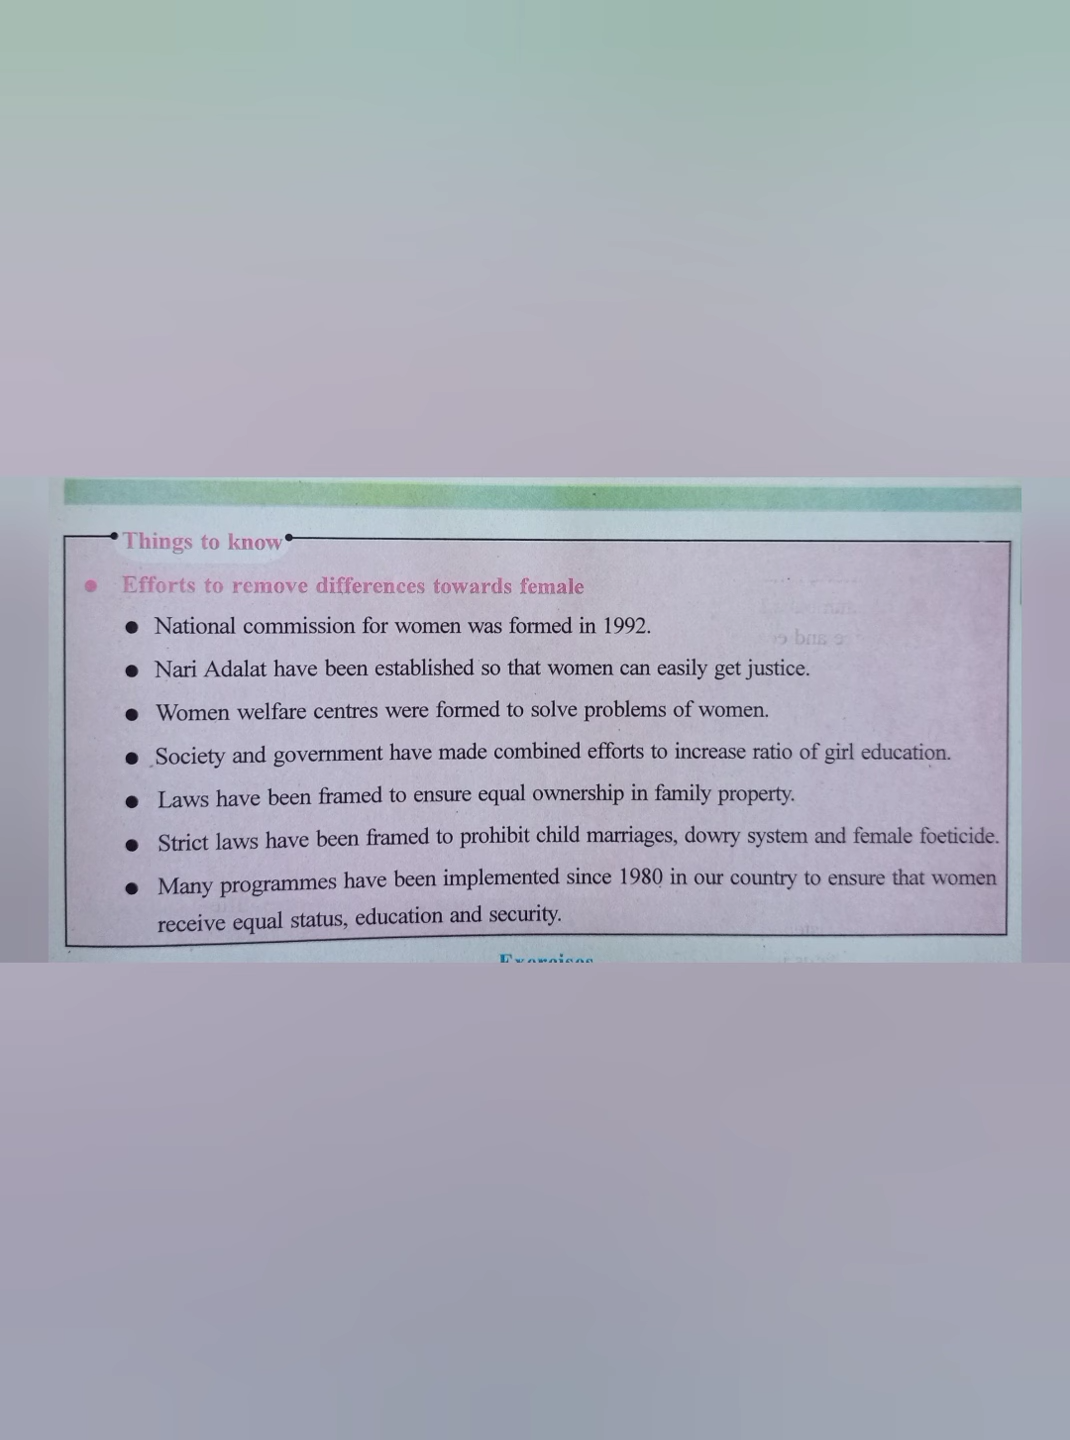 Things to know
● Efforts to remove differences towards female
● National commission for women was formed in 1992.
● Nari Adalat have been established so that women can easily get justice.
● Women welfare centres were formed to solve problems of women.
● Society and government have made combined efforts to increase ratio of girl education.
● Laws have been framed to ensure equal ownership in family property.
● Strict laws have been framed to prohibit child marriages, dowry system and female foeticide.
● Many programmes have been implemented since 1980 in our country to ensure that women
receive equal status, education and security.
Exercises